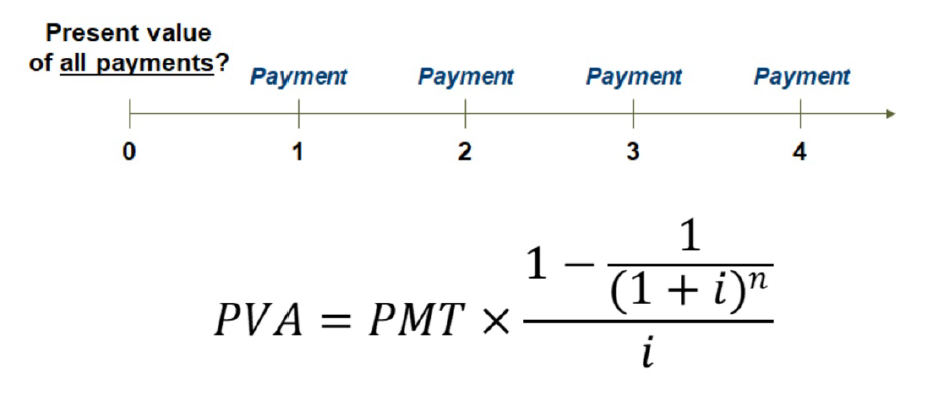 Present value
of all payments?
Payment Payment Payment Payment
0 1 2 3 4
PVA = PMT × (1 − 1/(1 + i)ⁿ)/i